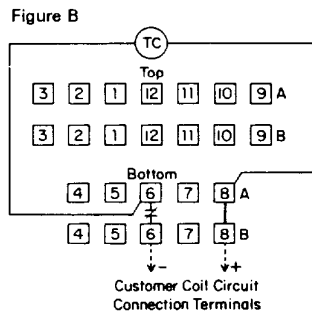 Figure B
TC
Top
3 2 1 12 11 10 9 A
3 2 1 12 11 10 9 B
Bottom
4 5 6 7 8 A
4 5 6 7 8 B
- +
Customer Coil Circuit
Connection Terminals